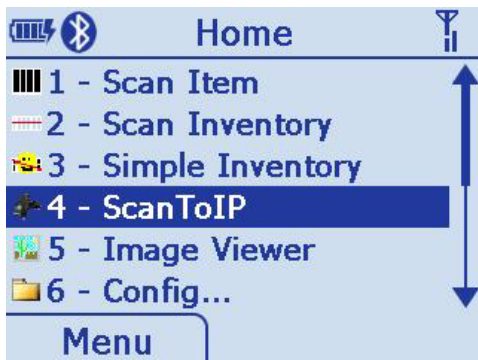 Home
1 - Scan Item
2 - Scan Inventory
3 - Simple Inventory
4 - ScanToIP
5 - Image Viewer
6 - Config...
Menu